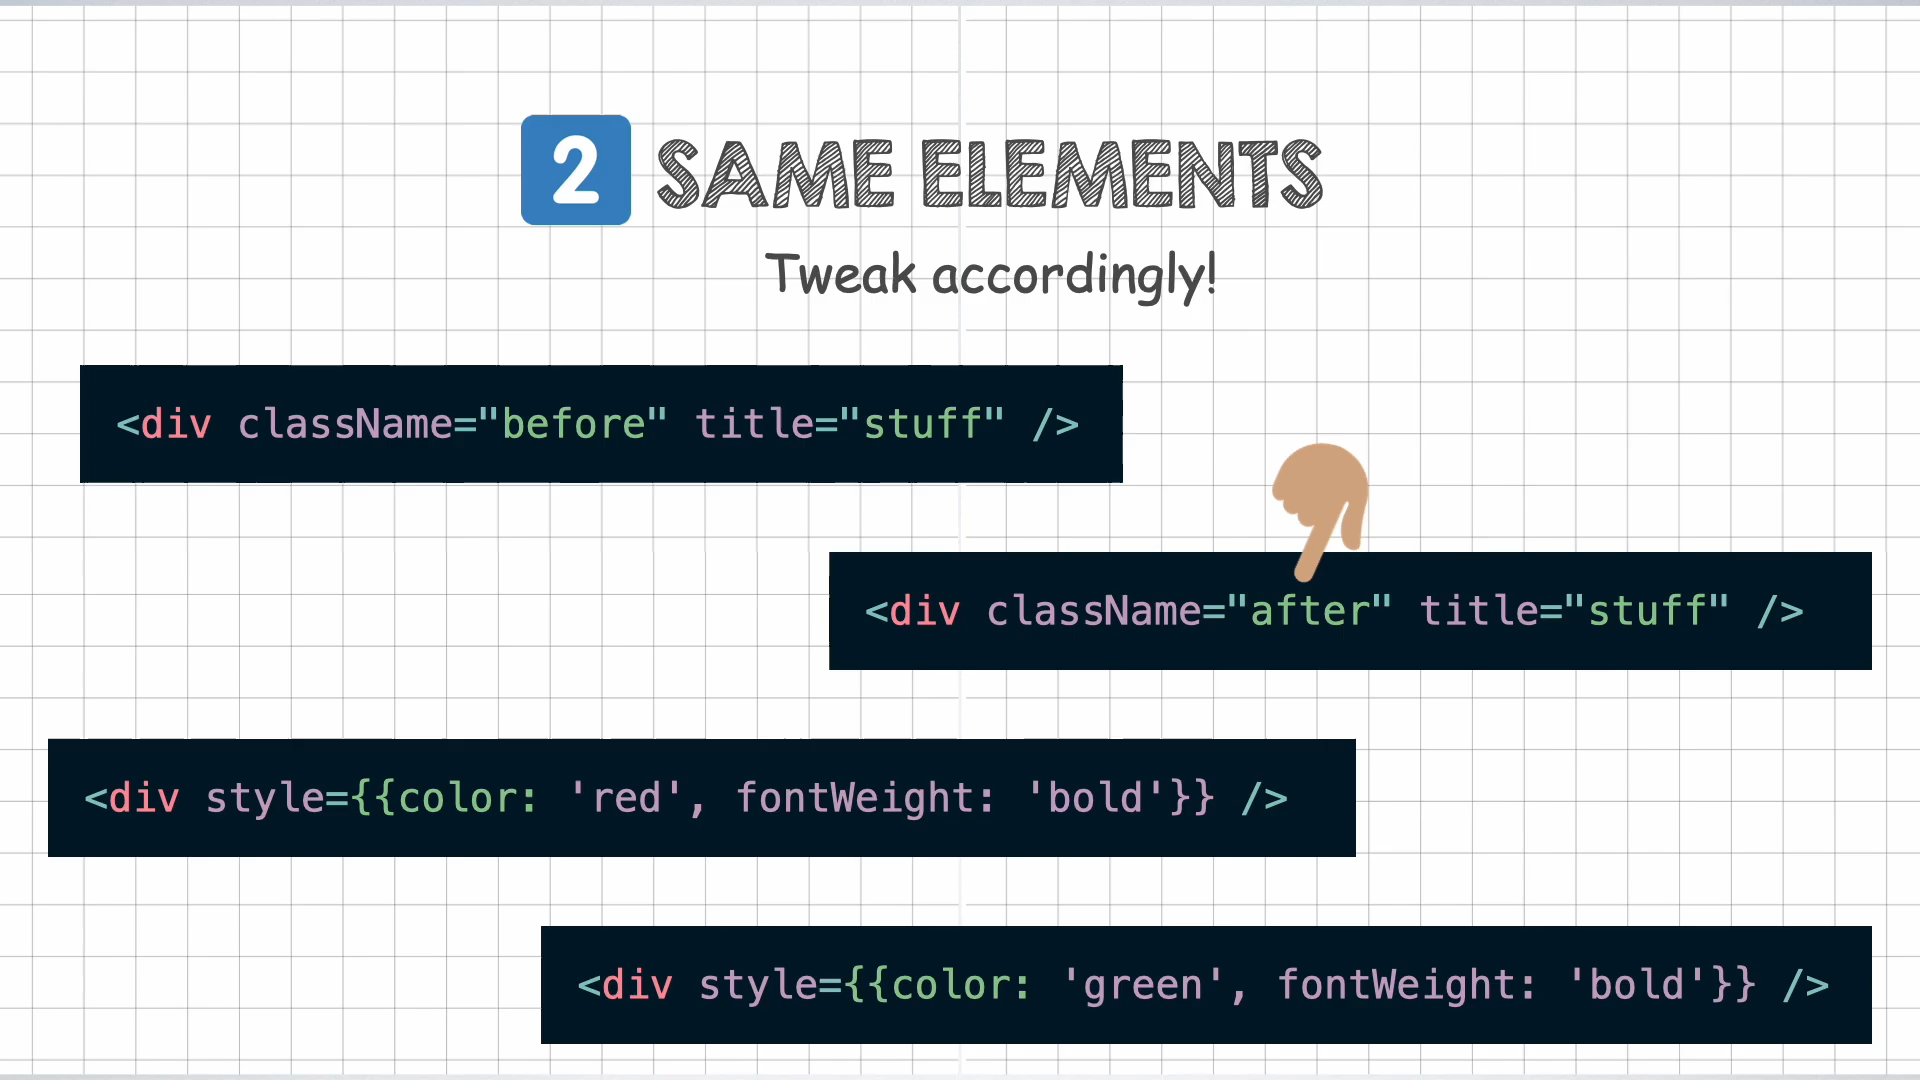 2 SAME ELEMENTS
Tweak accordingly!
<div className="before" title="stuff" />
<div className="after" title="stuff" />
<div style={{color: 'red', fontWeight: 'bold'}} />
<div style={{color: 'green', fontWeight: 'bold'}} />